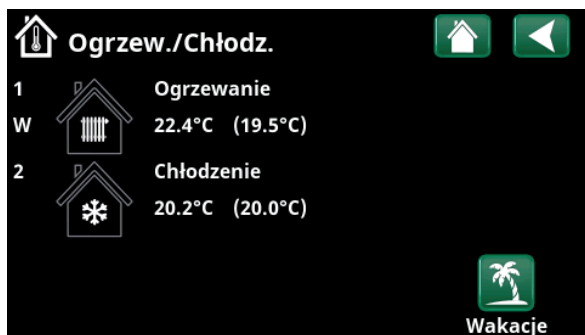 Ogrzew./Chłodz.
1 Ogrzewanie
W 22.4°C (19.5°C)
2 Chłodzenie
20.2°C (20.0°C)
Wakacje